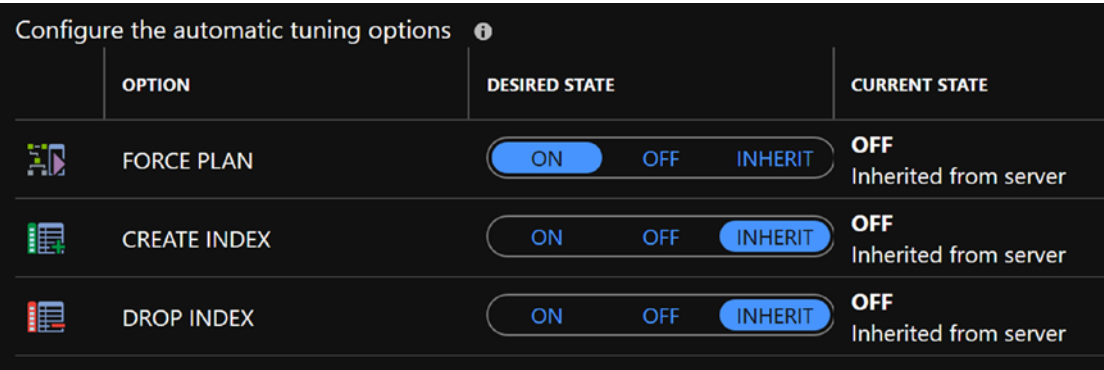 Configure the automatic tuning options
OPTION DESIRED STATE CURRENT STATE
FORCE PLAN ON OFF INHERIT OFF
Inherited from server
CREATE INDEX ON OFF INHERIT OFF
Inherited from server
DROP INDEX ON OFF INHERIT OFF
Inherited from server